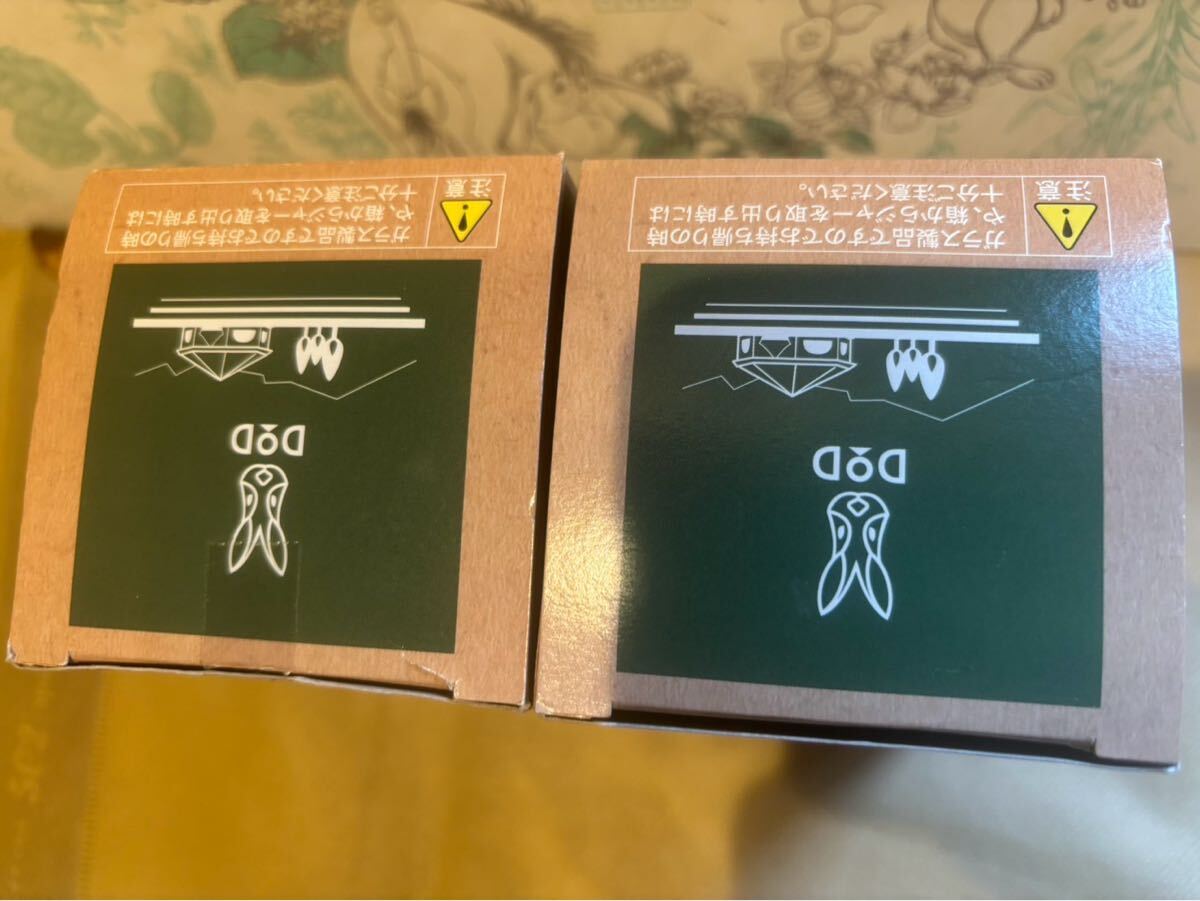 注意
ガラス製品ですのでお持ち帰りの時
や、箱からジャーを取り出す時には
十分ご注意ください。
DOD
注意
ガラス製品ですのでお持ち帰りの時
や、箱からジャーを取り出す時には
十分ご注意ください。
DOD